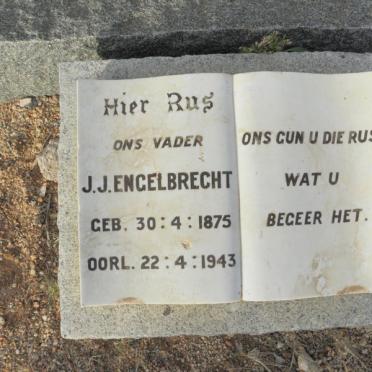 Hier Rus
ONS VADER
J.J. ENGELBRECHT
GEB. 30:4:1875
OORL. 22:4:1943
ONS GUN U DIE RUS
WAT U
BEGEER HET.